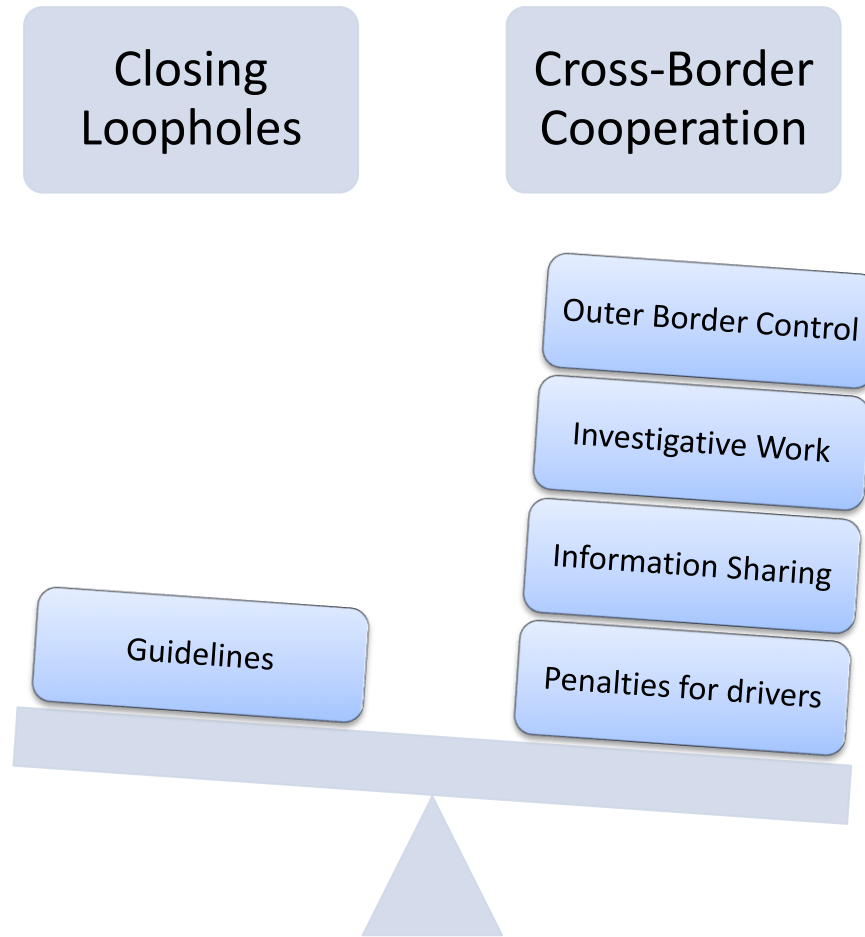 Closing
Loopholes
Cross-Border
Cooperation
Outer Border Control
Investigative Work
Information Sharing
Penalties for drivers
Guidelines